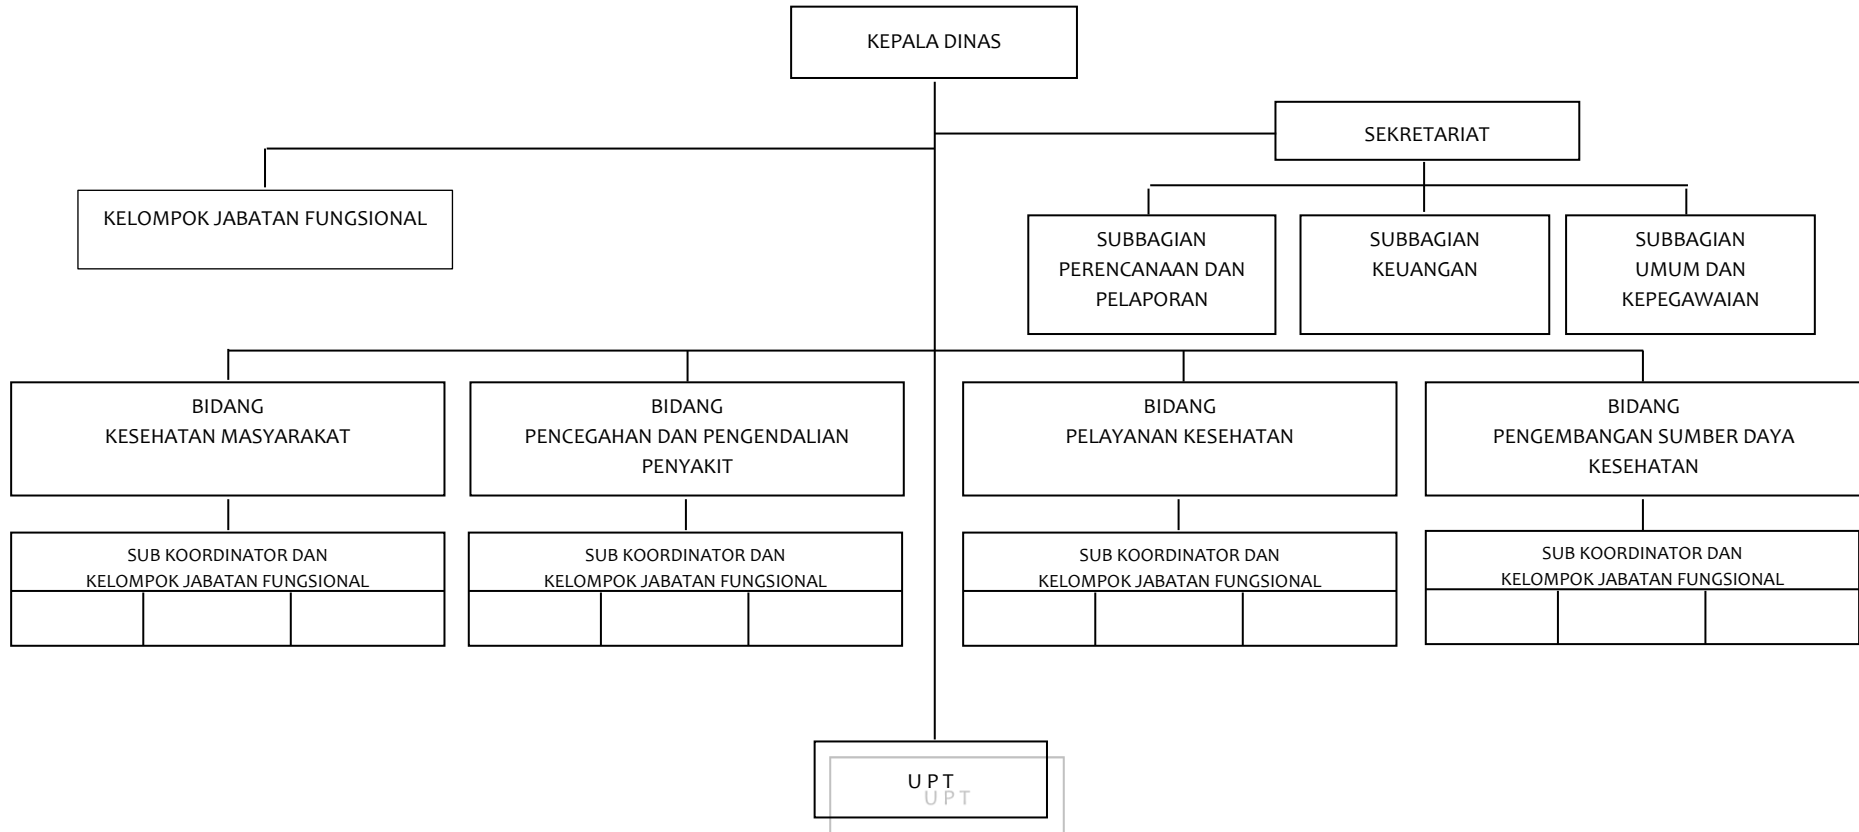 KEPALA DINAS
SEKRETARIAT
KELOMPOK JABATAN FUNGSIONAL
SUBBAGIAN
PERENCANAAN DAN
PELAPORAN
SUBBAGIAN
KEUANGAN
SUBBAGIAN
UMUM DAN
KEPEGAWAIAN
BIDANG
KESEHATAN MASYARAKAT
BIDANG
PENCEGAHAN DAN PENGENDALIAN
PENYAKIT
BIDANG
PELAYANAN KESEHATAN
BIDANG
PENGEMBANGAN SUMBER DAYA
KESEHATAN
SUB KOORDINATOR DAN
KELOMPOK JABATAN FUNGSIONAL
SUB KOORDINATOR DAN
KELOMPOK JABATAN FUNGSIONAL
SUB KOORDINATOR DAN
KELOMPOK JABATAN FUNGSIONAL
SUB KOORDINATOR DAN
KELOMPOK JABATAN FUNGSIONAL
U P T
U P T